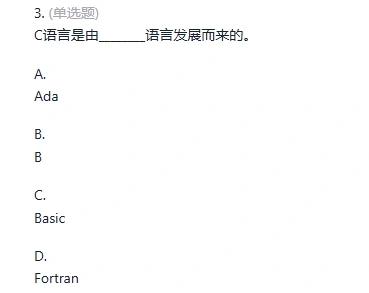 3. (单选题)
C语言是由_______语言发展而来的。
A.
Ada
B.
B
C.
Basic
D.
Fortran